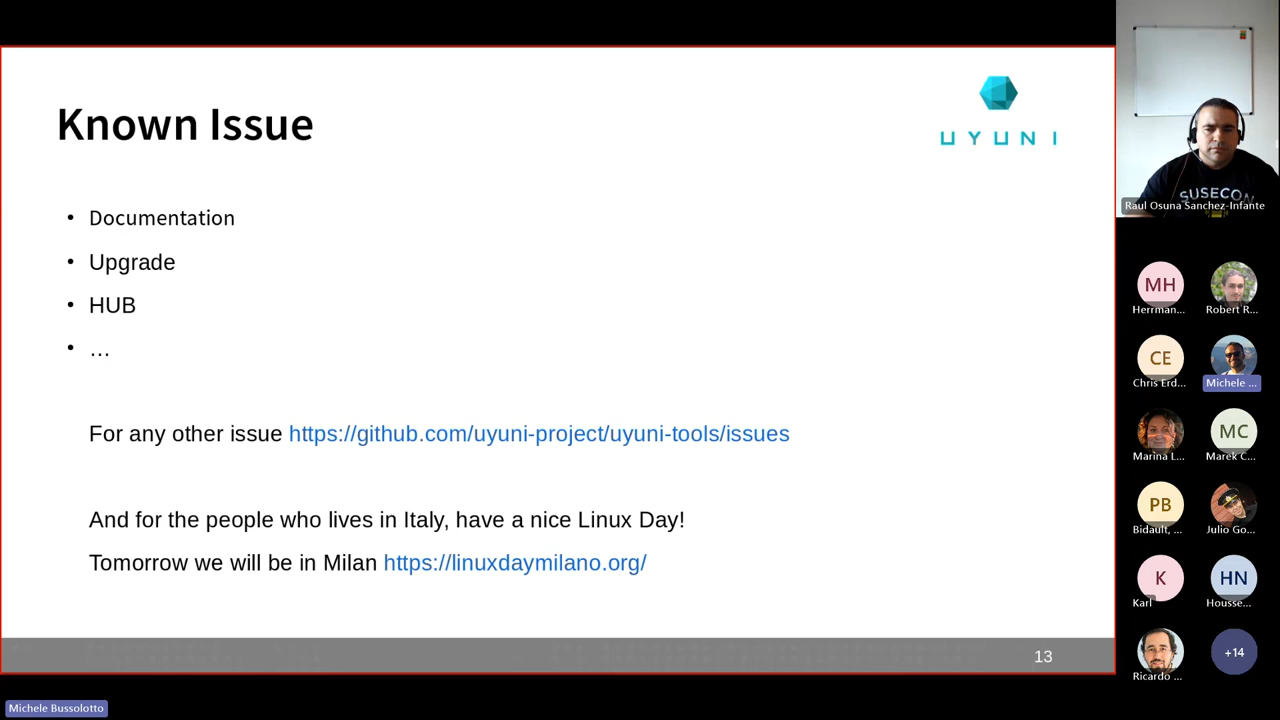 Known Issue
UYUNI
• Documentation
• Upgrade
• HUB
• …
For any other issue https://github.com/uyuni-project/uyuni-tools/issues
And for the people who lives in Italy, have a nice Linux Day!
Tomorrow we will be in Milan https://linuxdaymilano.org/
13
Michele Bussolotto
SUSECON
Raul Osuna Sanchez-Infante
MH
Herrman...
Robert R...
CE
Chris Erd...
Michele ...
Marina L...
MC
Marek C...
PB
Bidault, ...
Julio Go...
K
Karl
HN
Housse...
Ricardo ...
+14